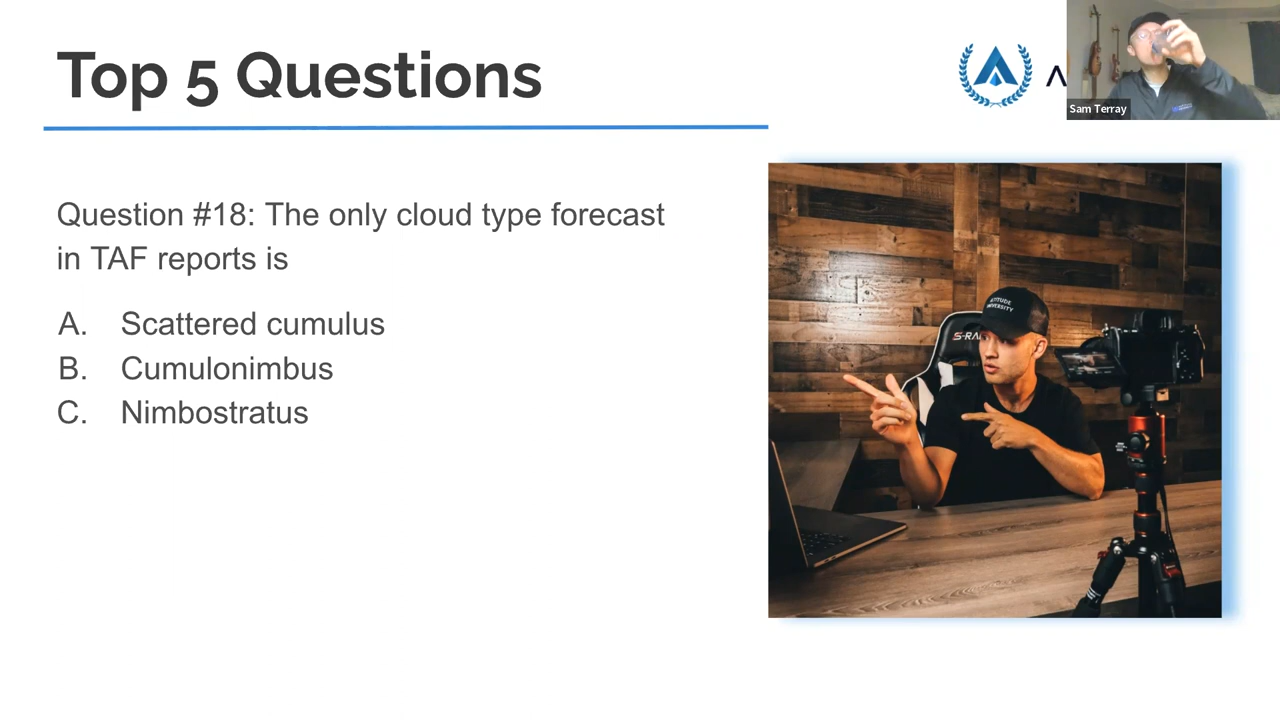 Top 5 Questions
Sam Terray
Question #18: The only cloud type forecast
in TAF reports is
A. Scattered cumulus
B. Cumulonimbus
C. Nimbostratus